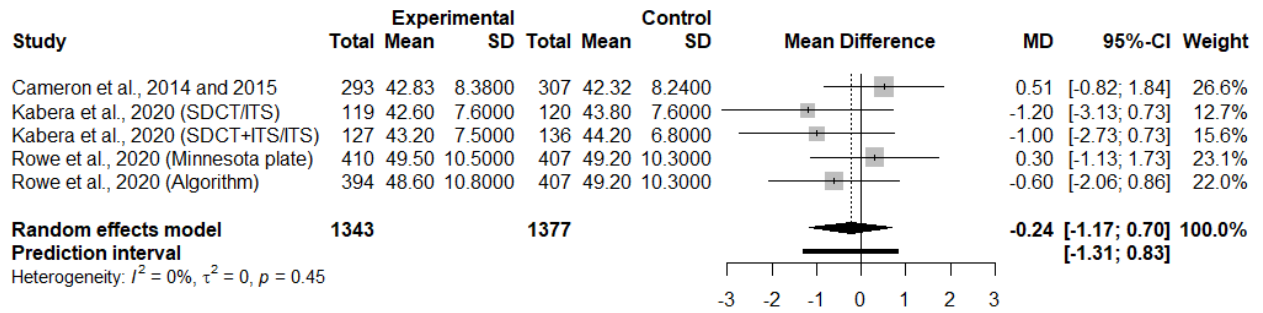 Experimental Control
Study Total Mean SD Total Mean SD Mean Difference MD 95%-CI Weight
Cameron et al., 2014 and 2015 293 42.83 8.3800 307 42.32 8.2400 0.51 [-0.82; 1.84] 26.6%
Kabera et al., 2020 (SDCT/ITS) 119 42.60 7.6000 120 43.80 7.6000 -1.20 [-3.13; 0.73] 12.7%
Kabera et al., 2020 (SDCT+ITS/ITS) 127 43.20 7.5000 136 44.20 6.8000 -1.00 [-2.73; 0.73] 15.6%
Rowe et al., 2020 (Minnesota plate) 410 49.50 10.5000 407 49.20 10.3000 0.30 [-1.13; 1.73] 23.1%
Rowe et al., 2020 (Algorithm) 394 48.60 10.8000 407 49.20 10.3000 -0.60 [-2.06; 0.86] 22.0%
Random effects model 1343 1377 -0.24 [-1.17; 0.70] 100.0%
Prediction interval [-1.31; 0.83]
Heterogeneity: I² = 0%, τ² = 0, p = 0.45
-3 -2 -1 0 1 2 3